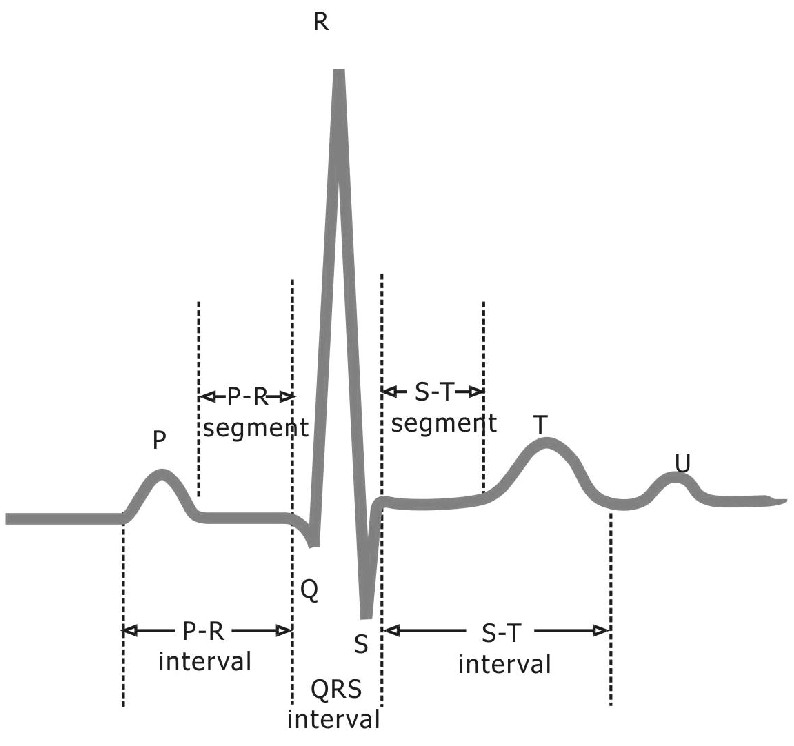 R
P-R
segment
S-T
segment
P
T
U
Q
S
P-R
interval
S-T
interval
QRS
interval